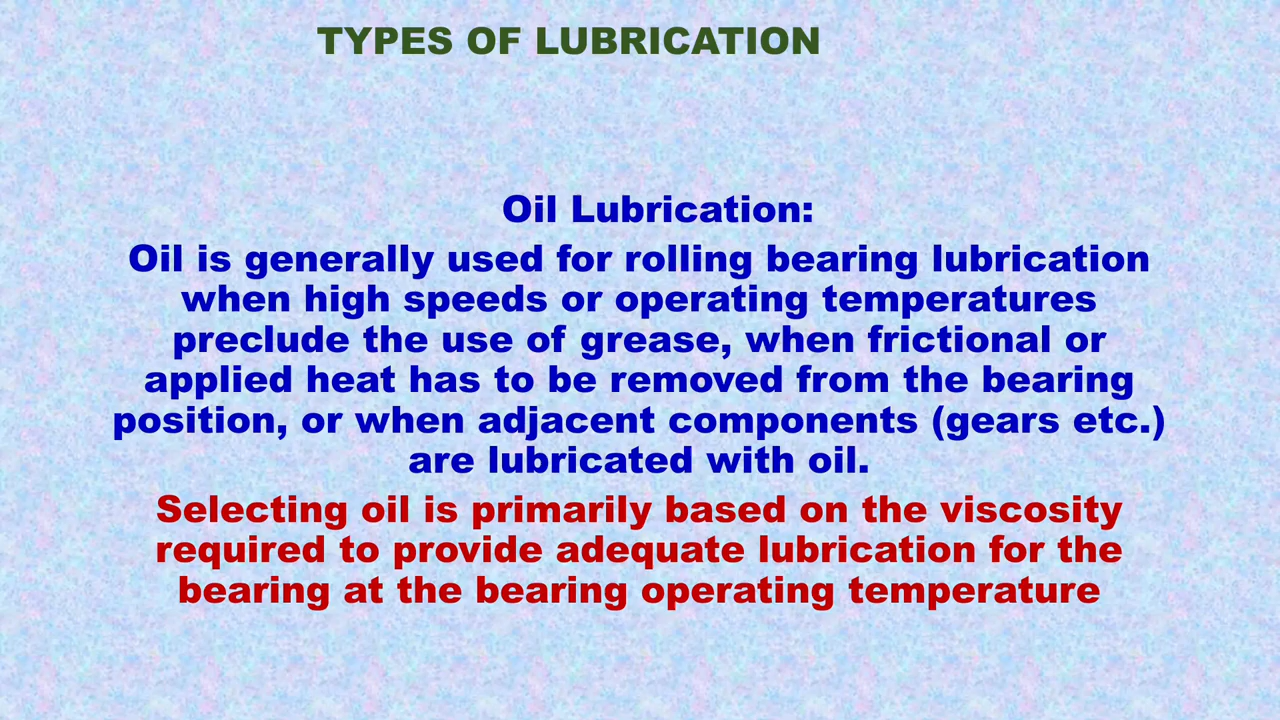 TYPES OF LUBRICATION
Oil Lubrication:
Oil is generally used for rolling bearing lubrication
when high speeds or operating temperatures
preclude the use of grease, when frictional or
applied heat has to be removed from the bearing
position, or when adjacent components (gears etc.)
are lubricated with oil.
Selecting oil is primarily based on the viscosity
required to provide adequate lubrication for the
bearing at the bearing operating temperature